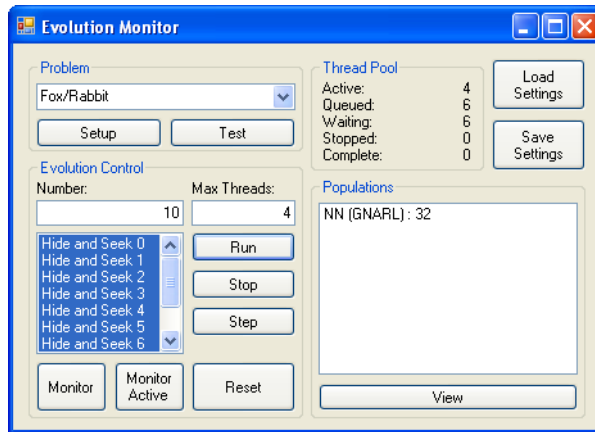 Evolution Monitor
Problem
Fox/Rabbit
Setup
Test
Evolution Control
Number:
Max Threads:
10
4
Hide and Seek 0
Hide and Seek 1
Hide and Seek 2
Hide and Seek 3
Hide and Seek 4
Hide and Seek 5
Hide and Seek 6
Run
Stop
Step
Monitor
Monitor
Active
Reset
Thread Pool
Active: 4
Queued: 6
Waiting: 6
Stopped: 0
Complete: 0
Load
Settings
Save
Settings
Populations
NN (GNARL) : 32
View